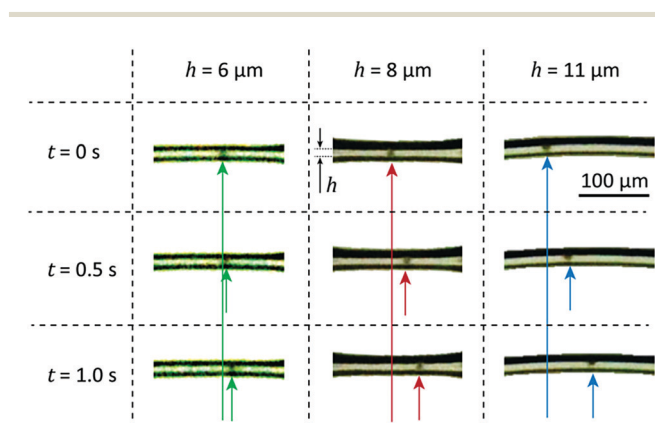 h = 6 μm
h = 8 μm
h = 11 μm
t = 0 s
h
100 μm
t = 0.5 s
t = 1.0 s